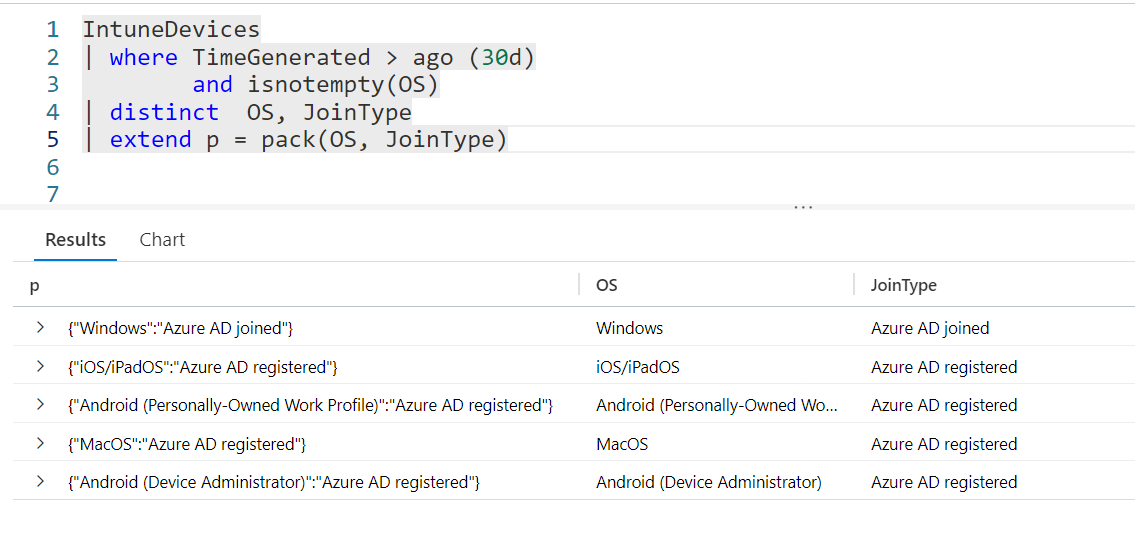 1 IntuneDevices
2 | where TimeGenerated > ago (30d)
3         and isnotempty(OS)
4 | distinct  OS, JoinType
5 | extend p = pack(OS, JoinType)
6
7
...
Results Chart
p OS JoinType
> {"Windows":"Azure AD joined"} Windows Azure AD joined
> {"iOS/iPadOS":"Azure AD registered"} iOS/iPadOS Azure AD registered
> {"Android (Personally-Owned Work Profile)":"Azure AD registered"} Android (Personally-Owned Wo... Azure AD registered
> {"MacOS":"Azure AD registered"} MacOS Azure AD registered
> {"Android (Device Administrator)":"Azure AD registered"} Android (Device Administrator) Azure AD registered